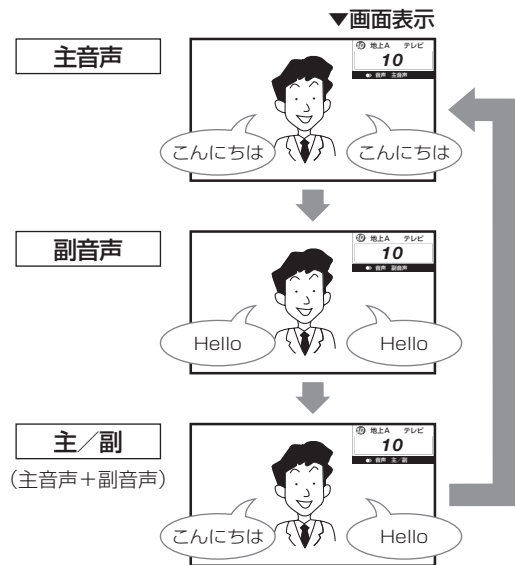 ▼画面表示
主音声
⑩ 地上A テレビ
10
音声 主音声
こんにちは こんにちは
副音声
⑩ 地上A テレビ
10
音声 副音声
Hello Hello
主／副
（主音声＋副音声）
⑩ 地上A テレビ
10
音声 主／副
こんにちは Hello